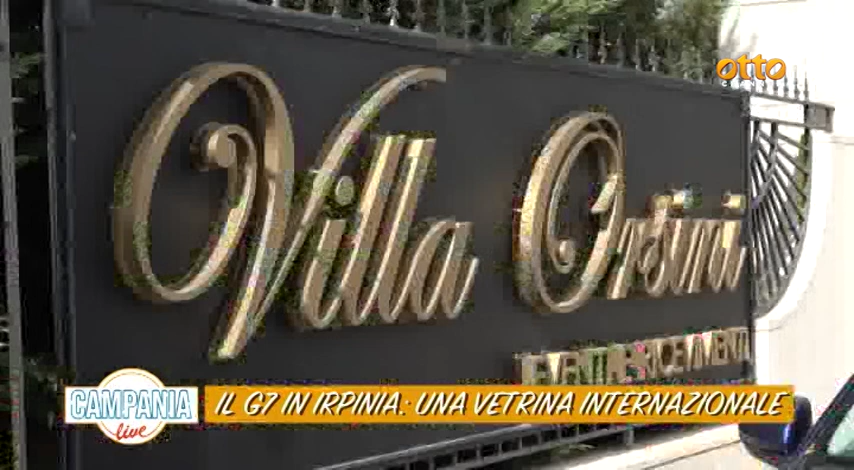 otto
Villa Orsini
CAMPANIA
live
IL G7 IN IRPINIA: UNA VETRINA INTERNAZIONALE